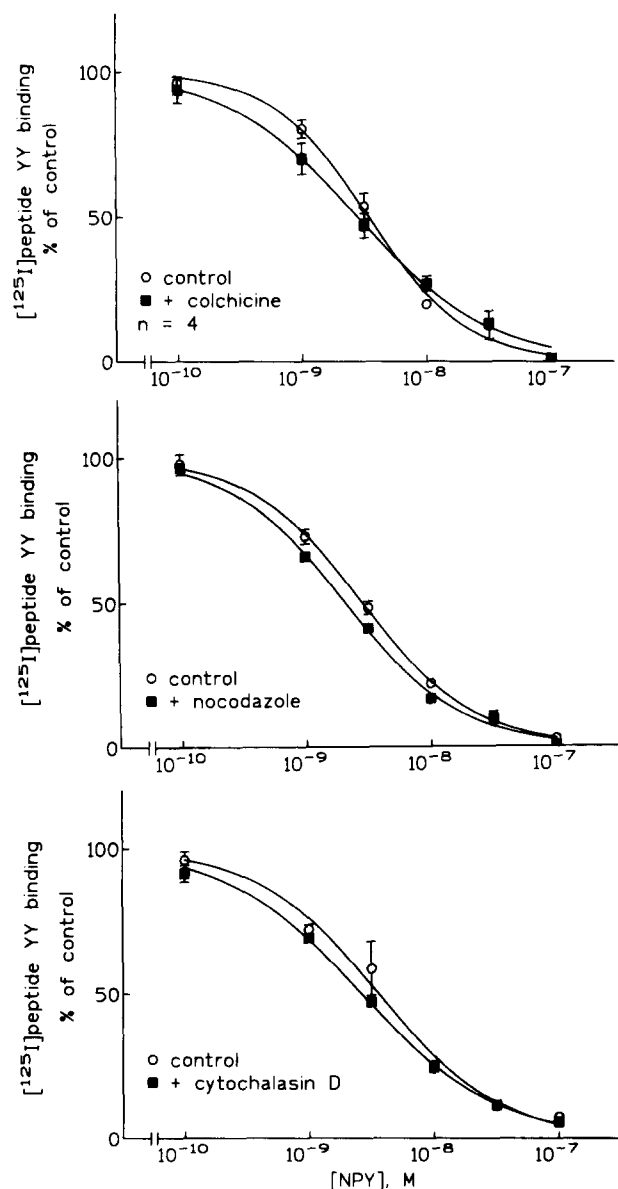 [¹²⁵I]peptide YY binding
% of control
100
50
0
○ control
■ + colchicine
n = 4
10⁻¹⁰
10⁻⁹
10⁻⁸
10⁻⁷
[¹²⁵I]peptide YY binding
% of control
100
50
0
○ control
■ + nocodazole
10⁻¹⁰
10⁻⁹
10⁻⁸
10⁻⁷
[¹²⁵I]peptide YY binding
% of control
100
50
0
○ control
■ + cytochalasin D
10⁻¹⁰
10⁻⁹
10⁻⁸
10⁻⁷
[NPY], M